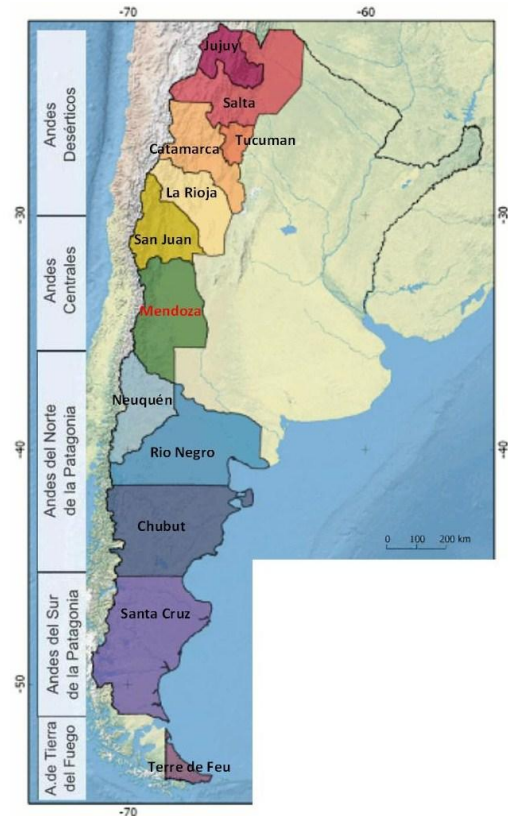 -70
-60
Jujuy
Salta
Tucuman
Catamarca
La Rioja
San Juan
Mendoza
Neuquén
Rio Negro
Chubut
Santa Cruz
Terre de Feu
Andes
Desérticos
Andes
Centrales
Andes del Norte
de la Patagonia
Andes del Sur
de la Patagonia
A.de Tierra
del Fuego
-30
-40
-50
-30
-40
0 100 200 km
-70